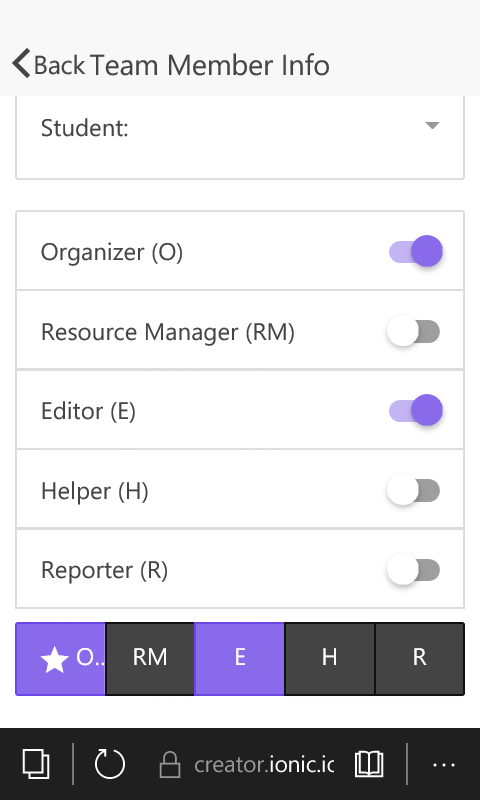 Back Team Member Info
Student:
Organizer (O)
Resource Manager (RM)
Editor (E)
Helper (H)
Reporter (R)
O.. RM E H R
creator.ionic.ic